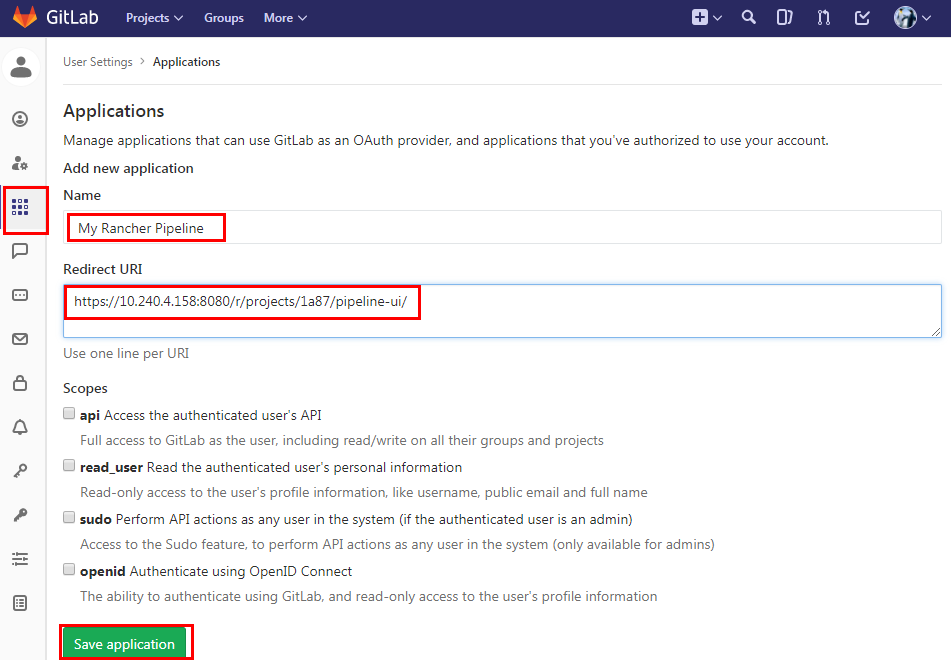 GitLab Projects Groups More
User Settings > Applications
Applications
Manage applications that can use GitLab as an OAuth provider, and applications that you've authorized to use your account.
Add new application
Name
My Rancher Pipeline
Redirect URI
https://10.240.4.158:8080/r/projects/1a87/pipeline-ui/
Use one line per URI
Scopes
api Access the authenticated user's API
Full access to GitLab as the user, including read/write on all their groups and projects
read_user Read the authenticated user's personal information
Read-only access to the user's profile information, like username, public email and full name
sudo Perform API actions as any user in the system (if the authenticated user is an admin)
Access to the Sudo feature, to perform API actions as any user in the system (only available for admins)
openid Authenticate using OpenID Connect
The ability to authenticate using GitLab, and read-only access to the user's profile information
Save application